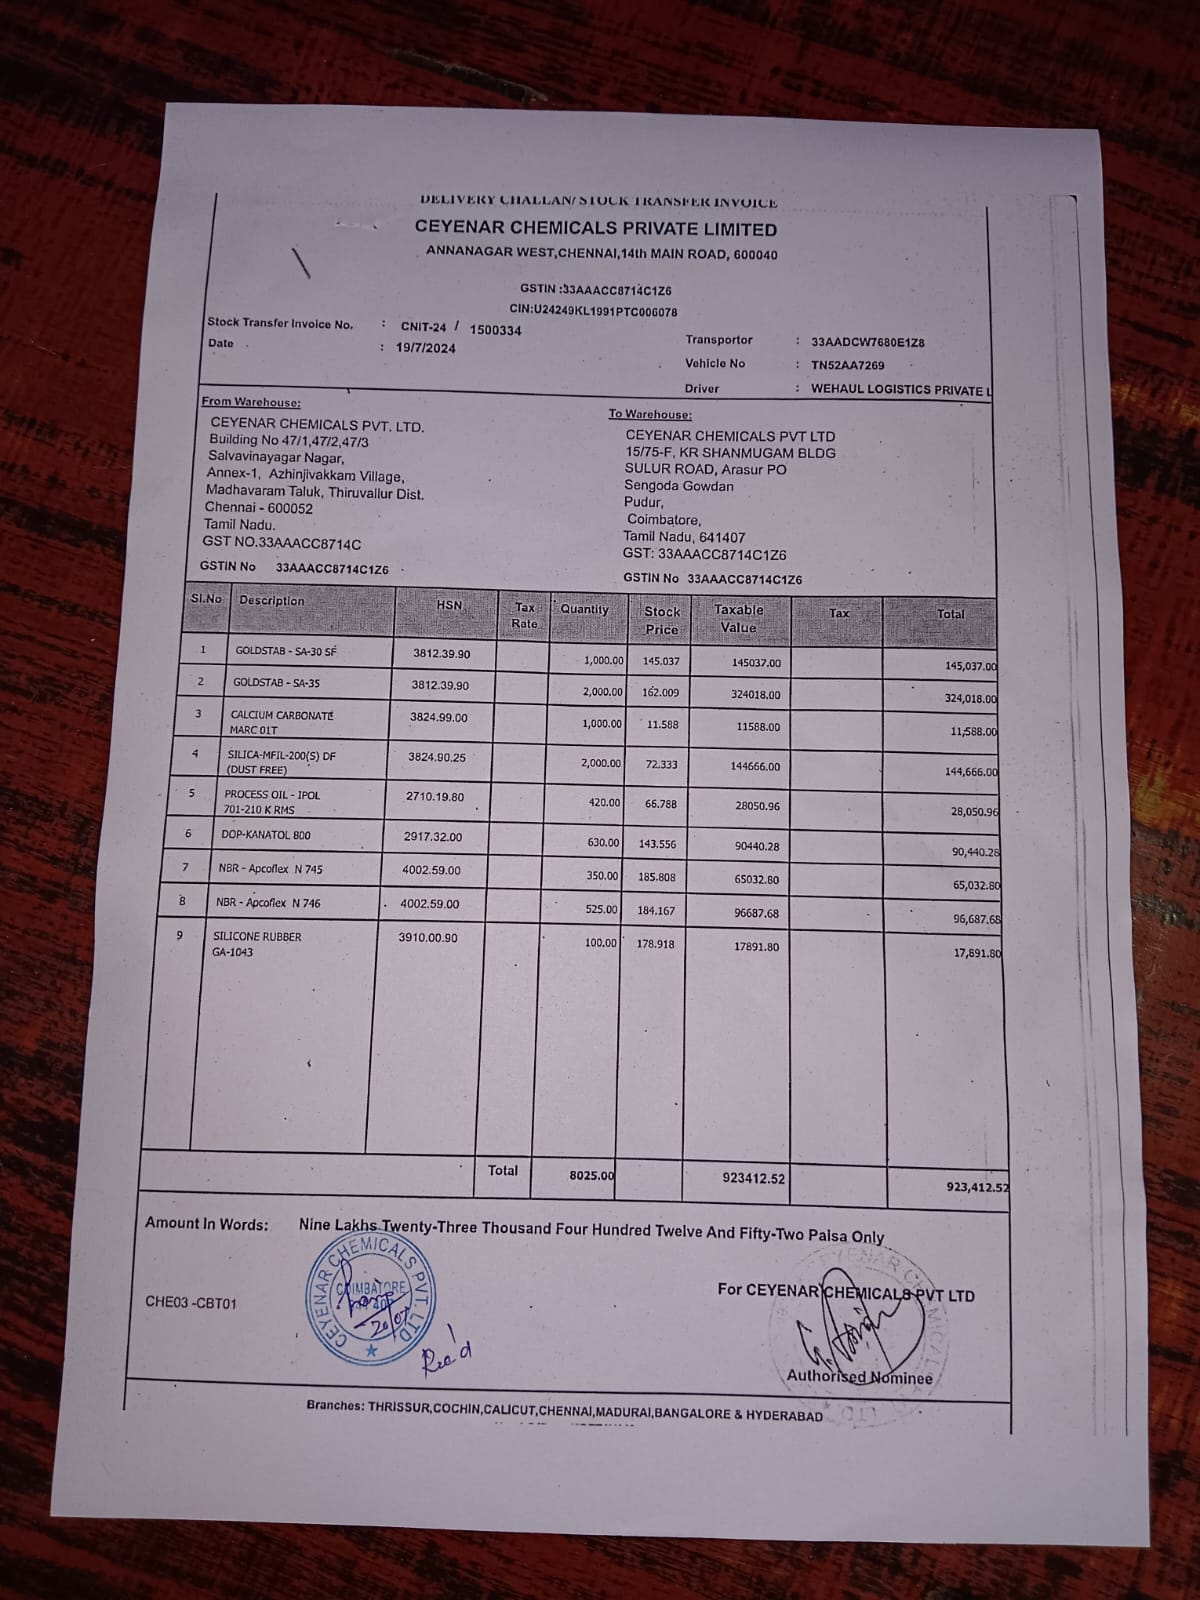 DELIVERY CHALLAN/ STOCK TRANSFER INVOICE
CEYENAR CHEMICALS PRIVATE LIMITED
ANNANAGAR WEST,CHENNAI,14th MAIN ROAD, 600040
GSTIN :33AAACC8714C1Z6
CIN:U24249KL1991PTC006078
Stock Transfer Invoice No. : CNIT-24 / 1500334
Date : 19/7/2024
Transportor : 33AADCW7680E1Z8
Vehicle No : TN52AA7269
Driver : WEHAUL LOGISTICS PRIVATE L
From Warehouse:
CEYENAR CHEMICALS PVT. LTD.
Building No 47/1,47/2,47/3
Salvavinayagar Nagar,
Annex-1, Azhinjivakkam Village,
Madhavaram Taluk, Thiruvallur Dist.
Chennai - 600052
Tamil Nadu.
GST NO.33AAACC8714C
GSTIN No 33AAACC8714C1Z6
To Warehouse:
CEYENAR CHEMICALS PVT LTD
15/75-F, KR SHANMUGAM BLDG
SULUR ROAD, Arasur PO
Sengoda Gowdan
Pudur,
Coimbatore,
Tamil Nadu, 641407
GST: 33AAACC8714C1Z6
GSTIN No 33AAACC8714C1Z6
Sl.No Description HSN Tax Rate Quantity Stock Price Taxable Value Tax Total
1 GOLDSTAB - SA-30 SF 3812.39.90 1,000.00 145.037 145037.00 145,037.00
2 GOLDSTAB - SA-35 3812.39.90 2,000.00 162.009 324018.00 324,018.00
3 CALCIUM CARBONATE 3824.99.00 1,000.00 11.588 11588.00 11,588.00
MARC 01T
4 SILICA-MFIL-200(S) DF 3824.90.25 2,000.00 72.333 144666.00 144,666.00
(DUST FREE)
5 PROCESS OIL - IPOL 2710.19.80 420.00 66.788 28050.96 28,050.96
701-210 K RMS
6 DOP-KANATOL 800 2917.32.00 630.00 143.556 90440.28 90,440.28
7 NBR - Apcoflex N 745 4002.59.00 350.00 185.808 65032.80 65,032.80
8 NBR - Apcoflex N 746 4002.59.00 525.00 184.167 96687.68 96,687.68
9 SILICONE RUBBER 3910.00.90 100.00 178.918 17891.80 17,891.80
GA-1043
Total 8025.00 923412.52 923,412.52
Amount In Words: Nine Lakhs Twenty-Three Thousand Four Hundred Twelve And Fifty-Two Paisa Only
CHE03 -CBT01
CEYENAR CHEMICALS PVT. LTD
COIMBATORE
Rec'd
For CEYENAR CHEMICALS PVT LTD
Authorised Nominee
Branches: THRISSUR,COCHIN,CALICUT,CHENNAI,MADURAI,BANGALORE & HYDERABAD